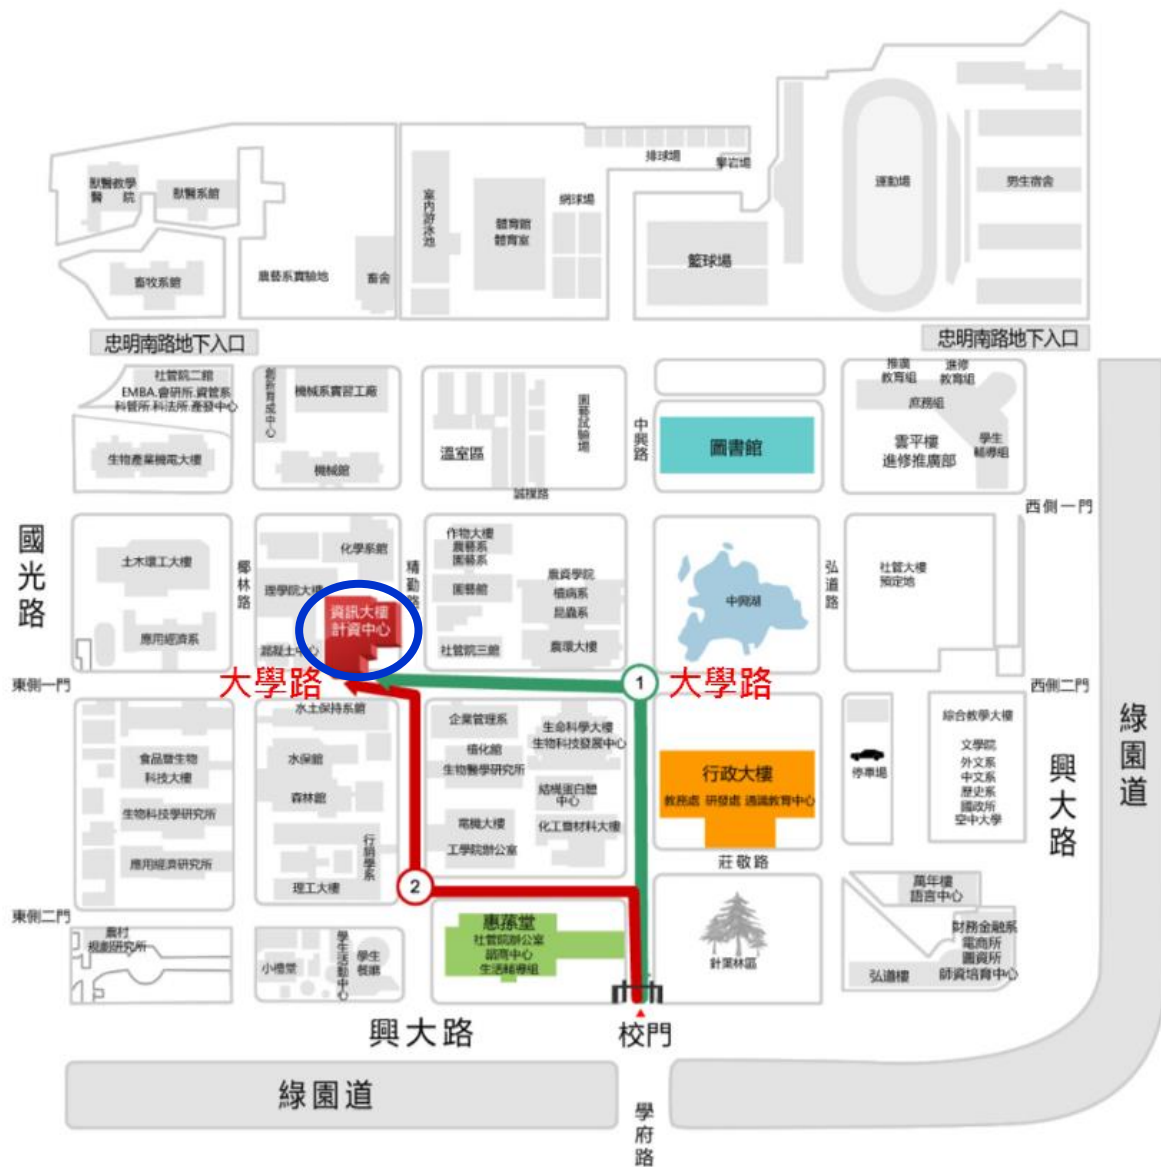 排球場
攀岩場
獸醫教學
醫院
獸醫系館
室內游泳池
體育館
體育室
網球場
運動場
男生宿舍
畜牧系館
農藝系實驗地
畜舍
籃球場
忠明南路地下入口
忠明南路地下入口
社管院二館
EMBA.會研所.資管系
科管所.科法所.產發中心
創新育成中心
機械系實習工廠
園藝試驗場
中興路
圖書館
推廣
教育組
進修
教育組
庶務組
雲平樓
進修推廣部
學生
輔導組
生物產業機電大樓
機械館
溫室區
誠樸路
西側一門
國光路
土木環工大樓
椰林路
化學系館
理學院大樓
精勤路
作物大樓
農藝系
園藝系
園藝館
農資學院
植病系
昆蟲系
中興湖
弘道路
社管大樓
預定地
資訊大樓
計資中心
應用經濟系
混凝土中心
社管院三館
農環大樓
東側一門
大學路
1
大學路
西側二門
水土保持系館
企業管理系
生命科學大樓
生物科技發展中心
綜合教學大樓
綠園道
食品暨生物
科技大樓
水保館
植化館
生物醫學研究所
行政大樓
教務處 研發處 通識教育中心
停車場
文學院
外文系
中文系
歷史系
國政所
空中大學
興大路
森林館
結構蛋白體
中心
生物科技學研究所
電機大樓
化工暨材料大樓
行銷學系
工學院辦公室
莊敬路
應用經濟研究所
理工大樓
2
萬年樓
語言中心
東側二門
農村
規劃研究所
小禮堂
學生活動中心
學生
餐廳
惠蓀堂
社管院辦公室
諮商中心
生活輔導組
針葉林區
弘道樓
財務金融系
電商所
圖資所
師資培育中心
興大路
校門
綠園道
學府路